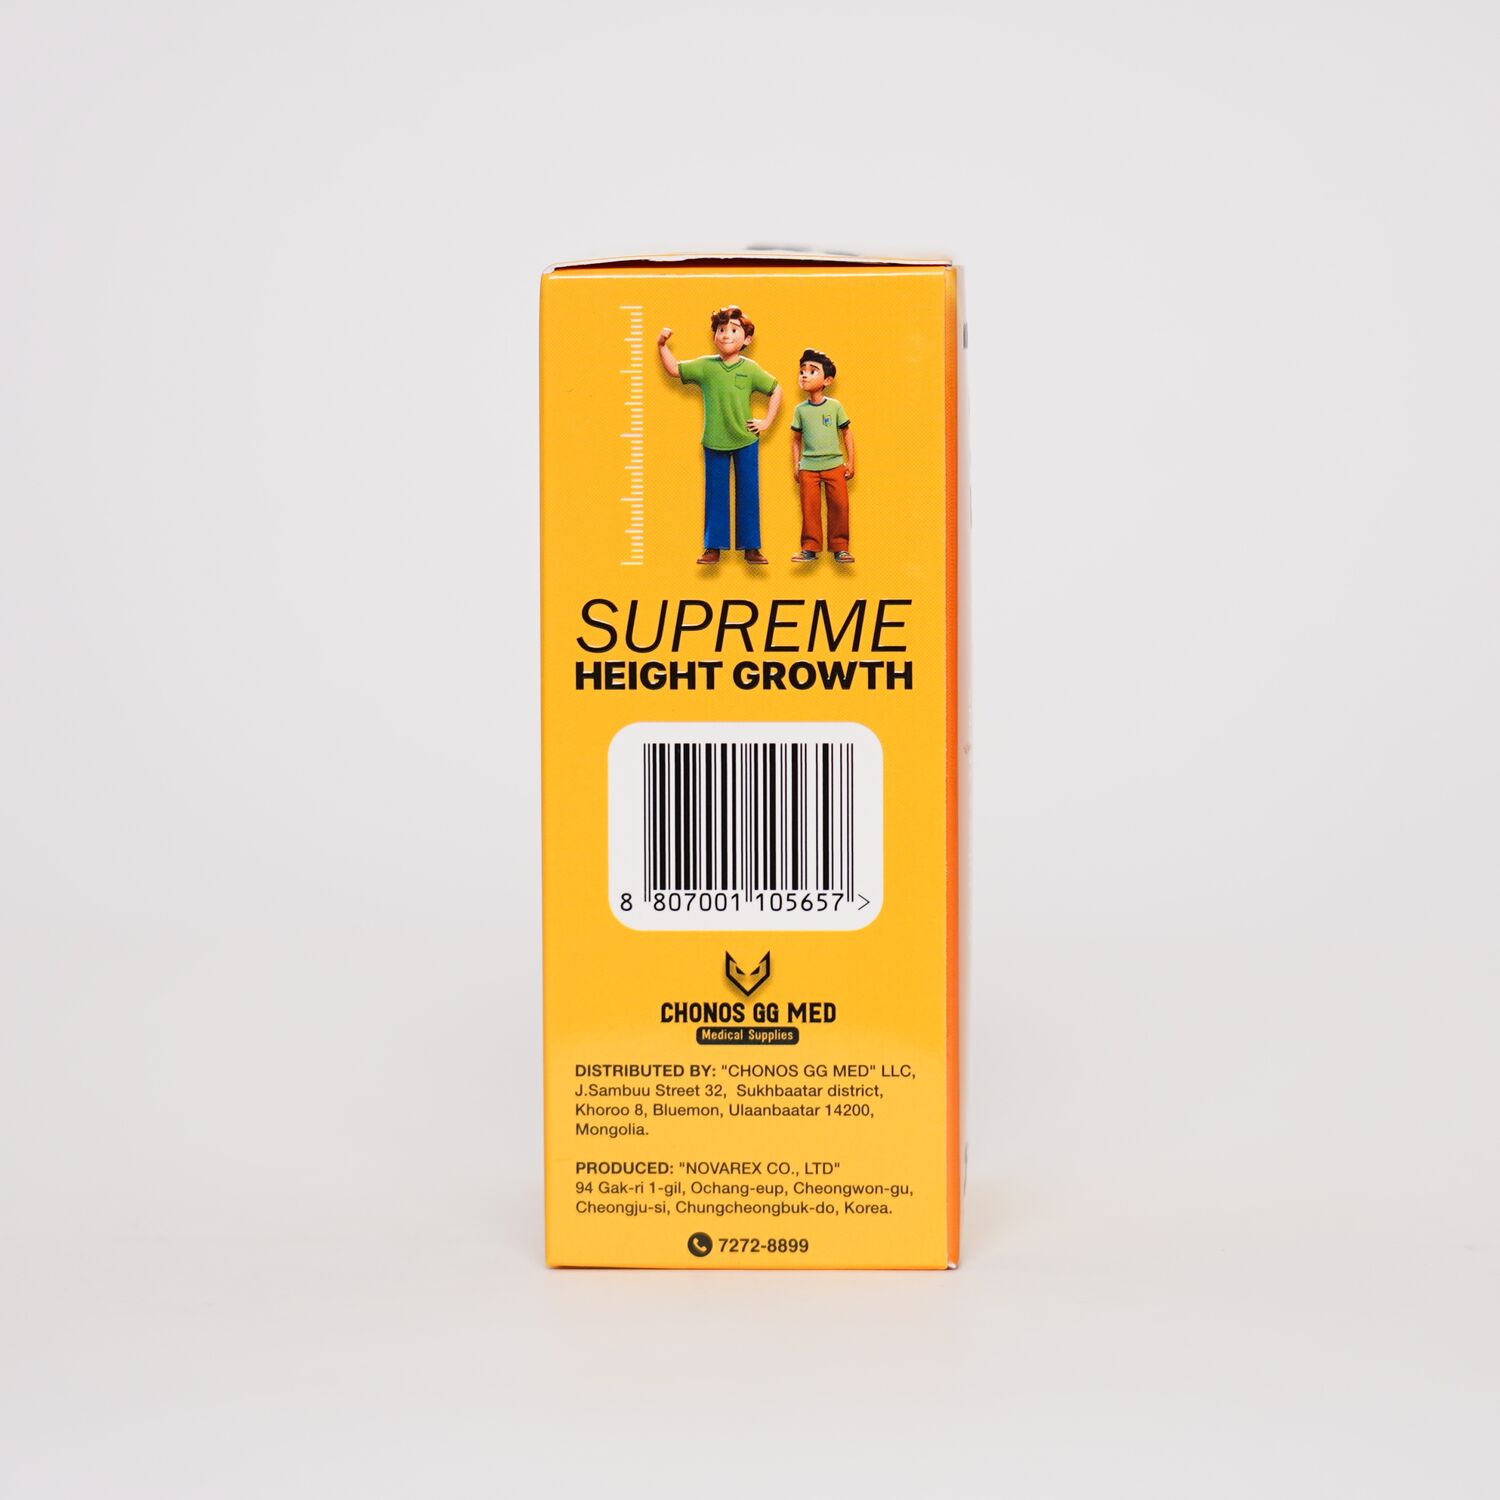 SUPREME
HEIGHT GROWTH
8 807001 105657 >
CHONOS GG MED
Medical Supplies
DISTRIBUTED BY: "CHONOS GG MED" LLC,
J.Sambuu Street 32, Sukhbaatar district,
Khoroo 8, Bluemon, Ulaanbaatar 14200,
Mongolia.
PRODUCED: "NOVAREX CO., LTD"
94 Gak-ri 1-gil, Ochang-eup, Cheongwon-gu,
Cheongju-si, Chungcheongbuk-do, Korea.
7272-8899